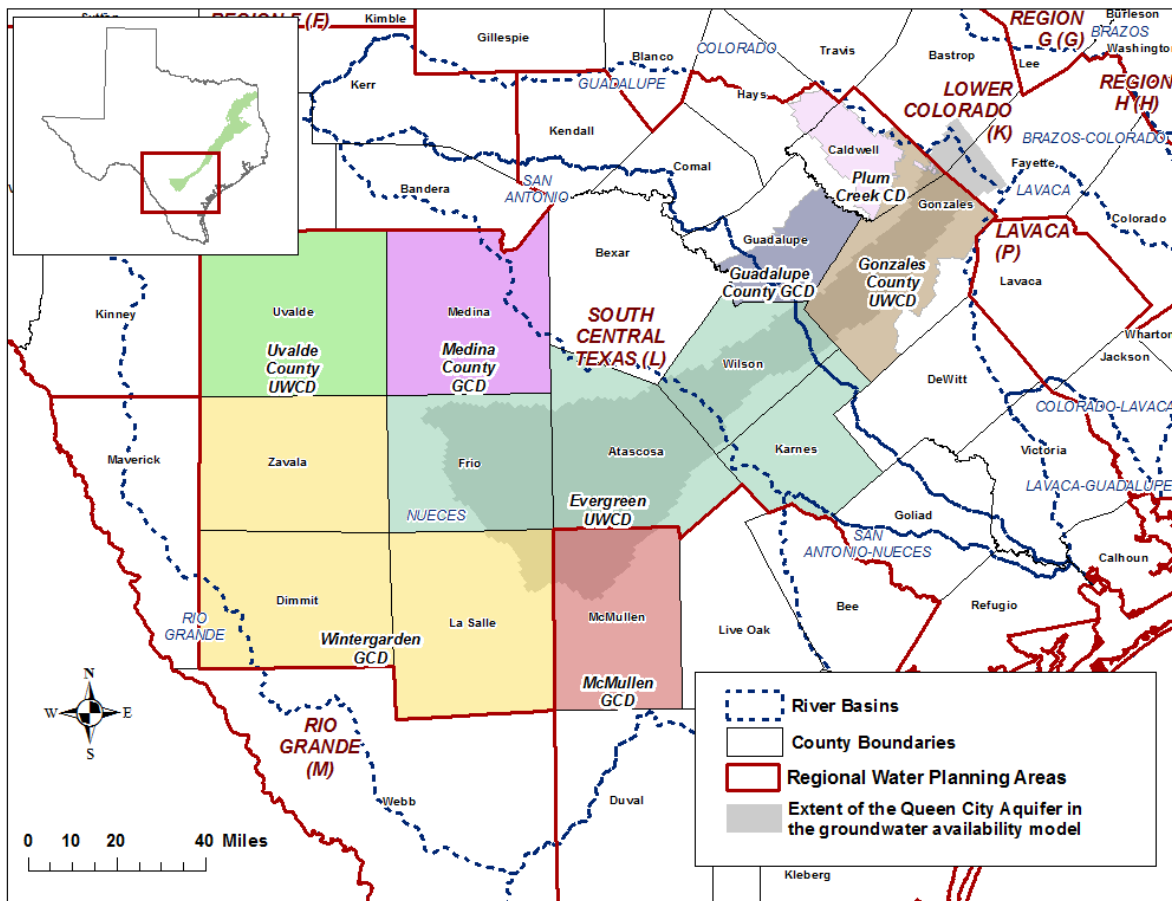 REGION F (F)
Kimble
Gillespie
Blanco
COLORADO
Travis
REGION
G (G)
Burleson
BRAZOS
Washington
Lee
Bastrop
Kerr
GUADALUPE
Hays
LOWER
COLORADO
(K)
REGION
H (H)
BRAZOS-COLORADO
Kendall
Comal
Caldwell
Plum
Creek CD
Fayette
LAVACA
Bandera
SAN
ANTONIO
Gonzales
Colorado
LAVACA
(P)
Lavaca
Bexar
Guadalupe
Guadalupe
County GCD
Gonzales
County
UWCD
Kinney
Uvalde
Uvalde
County
UWCD
Medina
Medina
County
GCD
SOUTH
CENTRAL
TEXAS (L)
Wharton
Jackson
Wilson
DeWitt
COLORADO-LAVACA
Maverick
Zavala
Frio
Atascosa
Karnes
Victoria
LAVACA-GUADALUPE
Evergreen
UWCD
NUECES
Goliad
SAN
ANTONIO-NUECES
Calhoun
Dimmit
La Salle
McMullen
Bee
Refugio
RIO
GRANDE
Wintergarden
GCD
Live Oak
McMullen
GCD
N
W
E
S
RIO
GRANDE
(M)
Webb
Duval
Kleberg
0 10 20 40 Miles
River Basins
County Boundaries
Regional Water Planning Areas
Extent of the Queen City Aquifer in
the groundwater availability model